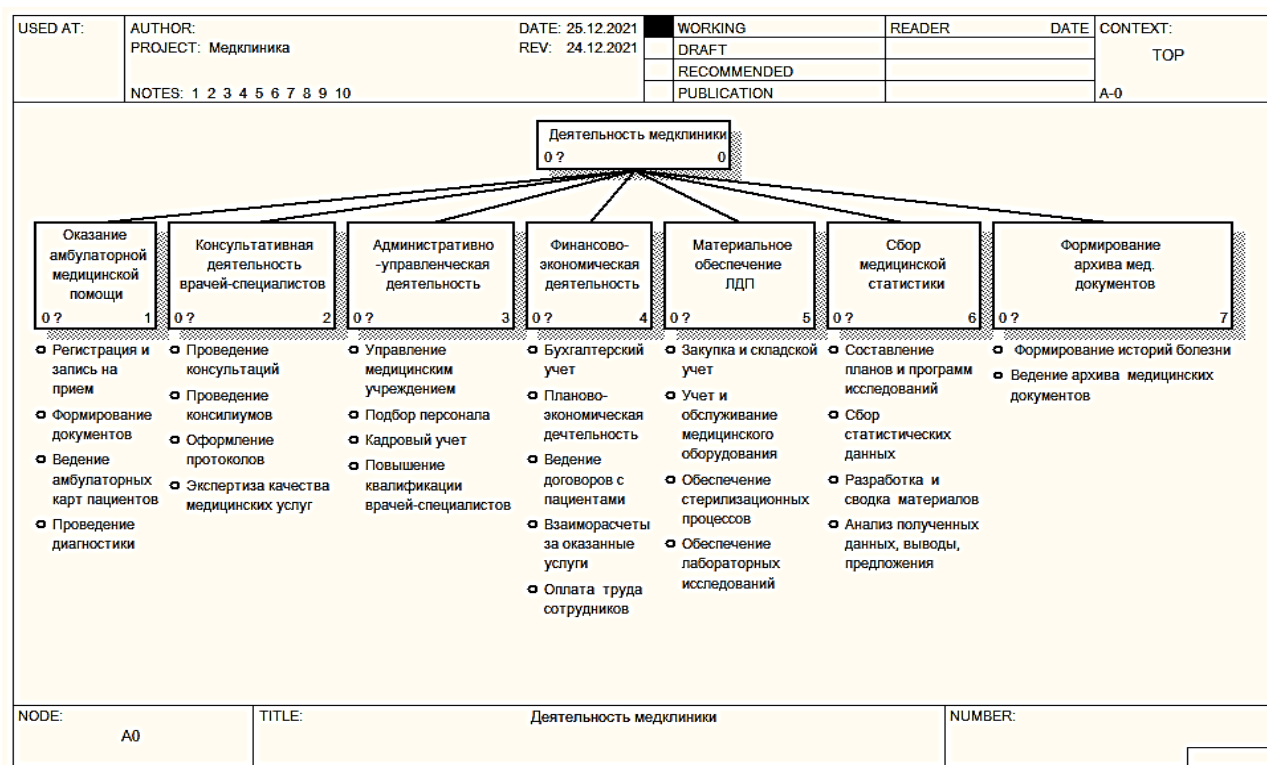 USED AT:
AUTHOR:
DATE: 25.12.2021
PROJECT: Медклиника
REV: 24.12.2021
NOTES: 1 2 3 4 5 6 7 8 9 10
WORKING
DRAFT
RECOMMENDED
PUBLICATION
READER
DATE
CONTEXT:
TOP
A-0
Деятельность медклиники
0 ?
0
Оказание
амбулаторной
медицинской
помощи
0 ?
1
Регистрация и
запись на
прием
Формирование
документов
Ведение
амбулаторных
карт пациентов
Проведение
диагностики
Консультативная
деятельность
врачей-специалистов
0 ?
2
Проведение
консультаций
Проведение
консилиумов
Оформление
протоколов
Экспертиза качества
медицинских услуг
Административно
-управленческая
деятельность
0 ?
3
Управление
медицинским
учреждением
Подбор персонала
Кадровый учет
Повышение
квалификации
врачей-специалистов
Финансово-
экономическая
деятельность
0 ?
4
Бухгалтерский
учет
Планово-
экономическая
дечтельность
Ведение
договоров с
пациентами
Взаиморасчеты
за оказанные
услуги
Оплата труда
сотрудников
Материальное
обеспечение
ЛДП
0 ?
5
Закупка и складской
учет
Учет и
обслуживание
медицинского
оборудования
Обеспечение
стерилизационных
процессов
Обеспечение
лабораторных
исследований
Сбор
медицинской
статистики
0 ?
6
Составление
планов и программ
исследований
Сбор
статистических
данных
Разработка и
сводка материалов
Анализ полученных
данных, выводы,
предложения
Формирование
архива мед.
документов
0 ?
7
Формирование историй болезни
Ведение архива медицинских
документов
NODE:
A0
TITLE:
Деятельность медклиники
NUMBER: